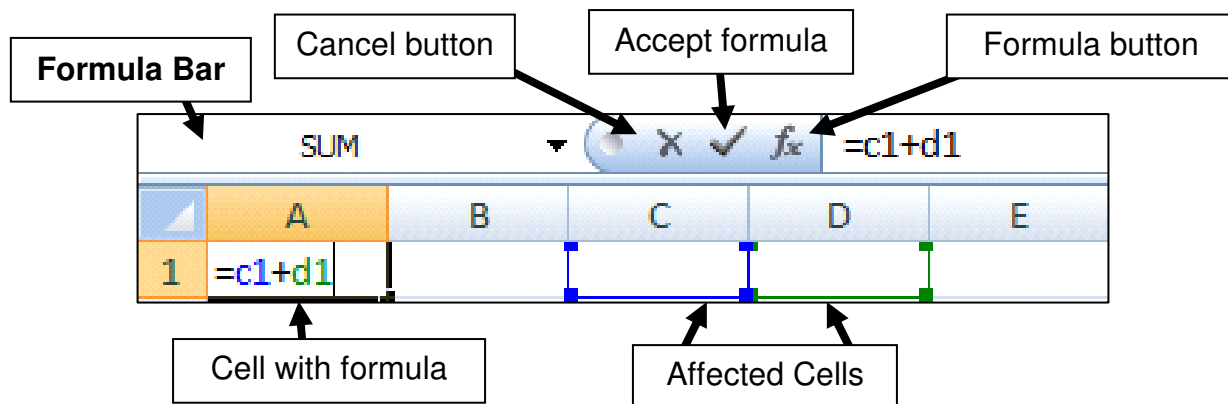 Formula Bar
Cancel button
Accept formula
Formula button
SUM fx =c1+d1
A B C D E
1 =c1+d1
Cell with formula
Affected Cells